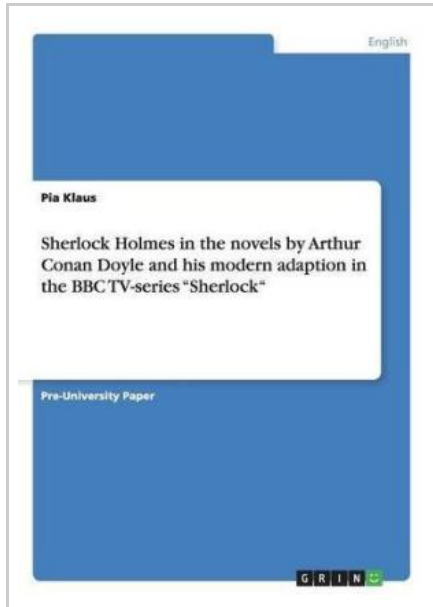 English
Pia Klaus
Sherlock Holmes in the novels by Arthur
Conan Doyle and his modern adaption in
the BBC TV-series “Sherlock“
Pre-University Paper
GRIN